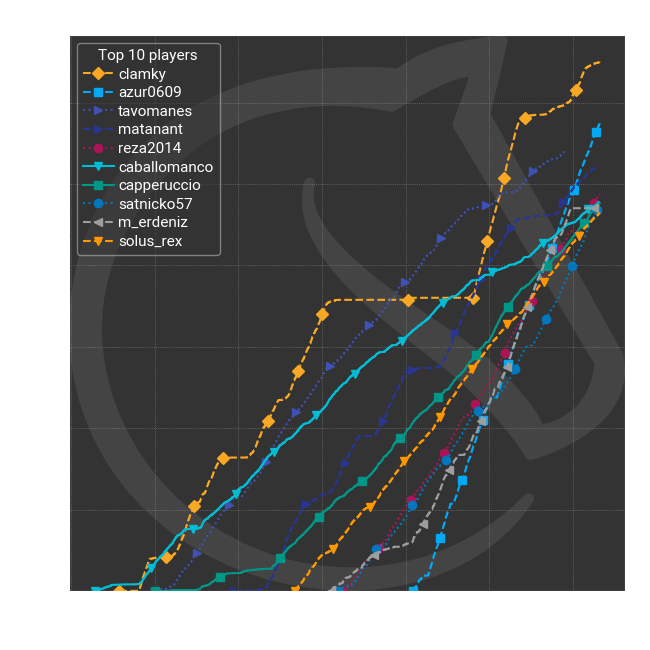 Top 10 players
clamky
azur0609
tavomanes
matanant
reza2014
caballomanco
capperuccio
satnicko57
m_erdeniz
solus_rex